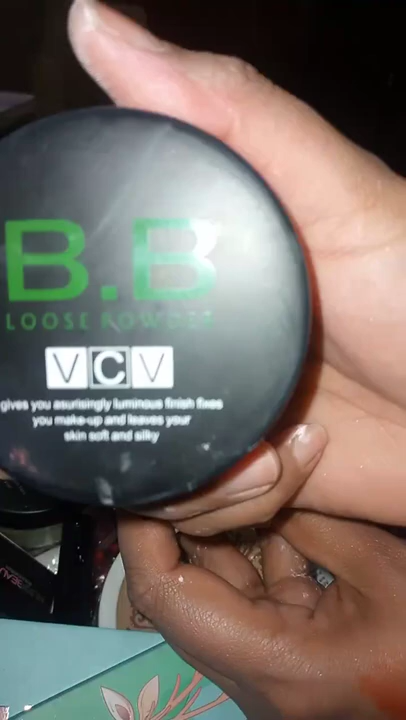 B.B
LOOSE POWDER
VCV
gives you asurisingly luminous finish fixes
you make-up and leaves your
skin soft and silky